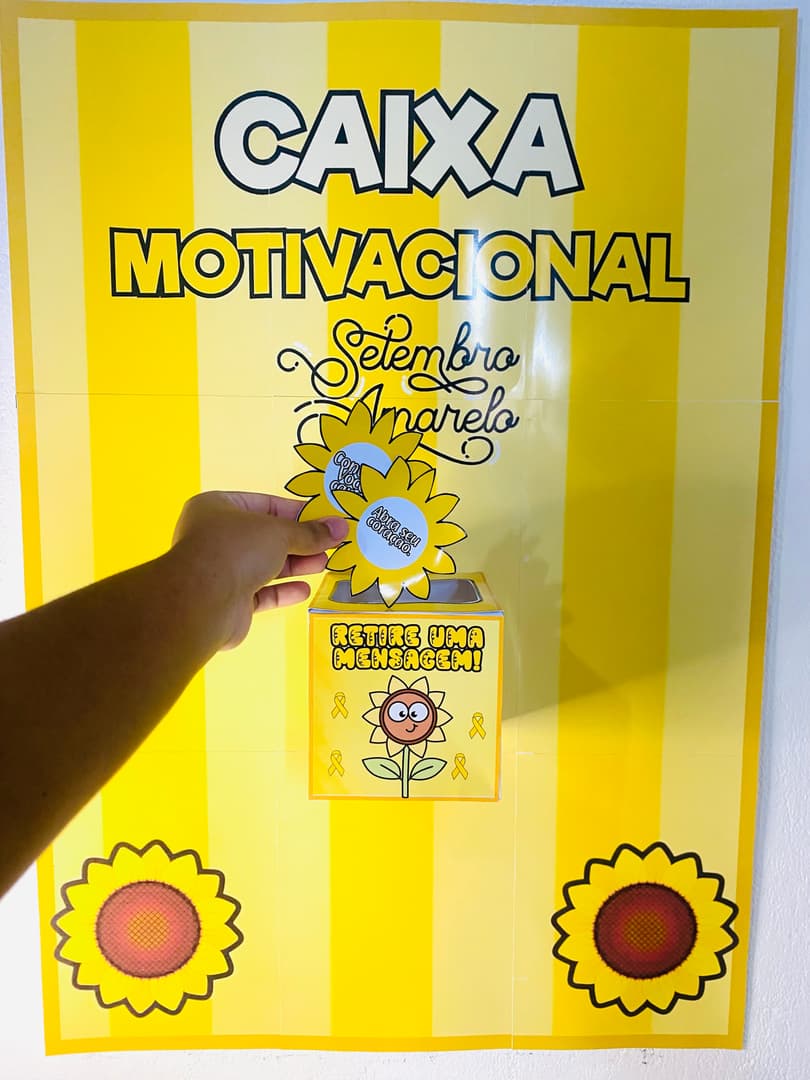 CAIXA
MOTIVACIONAL
Setembro
Amarelo
Abra seu
coração.
RETIRE UMA
MENSAGEM!